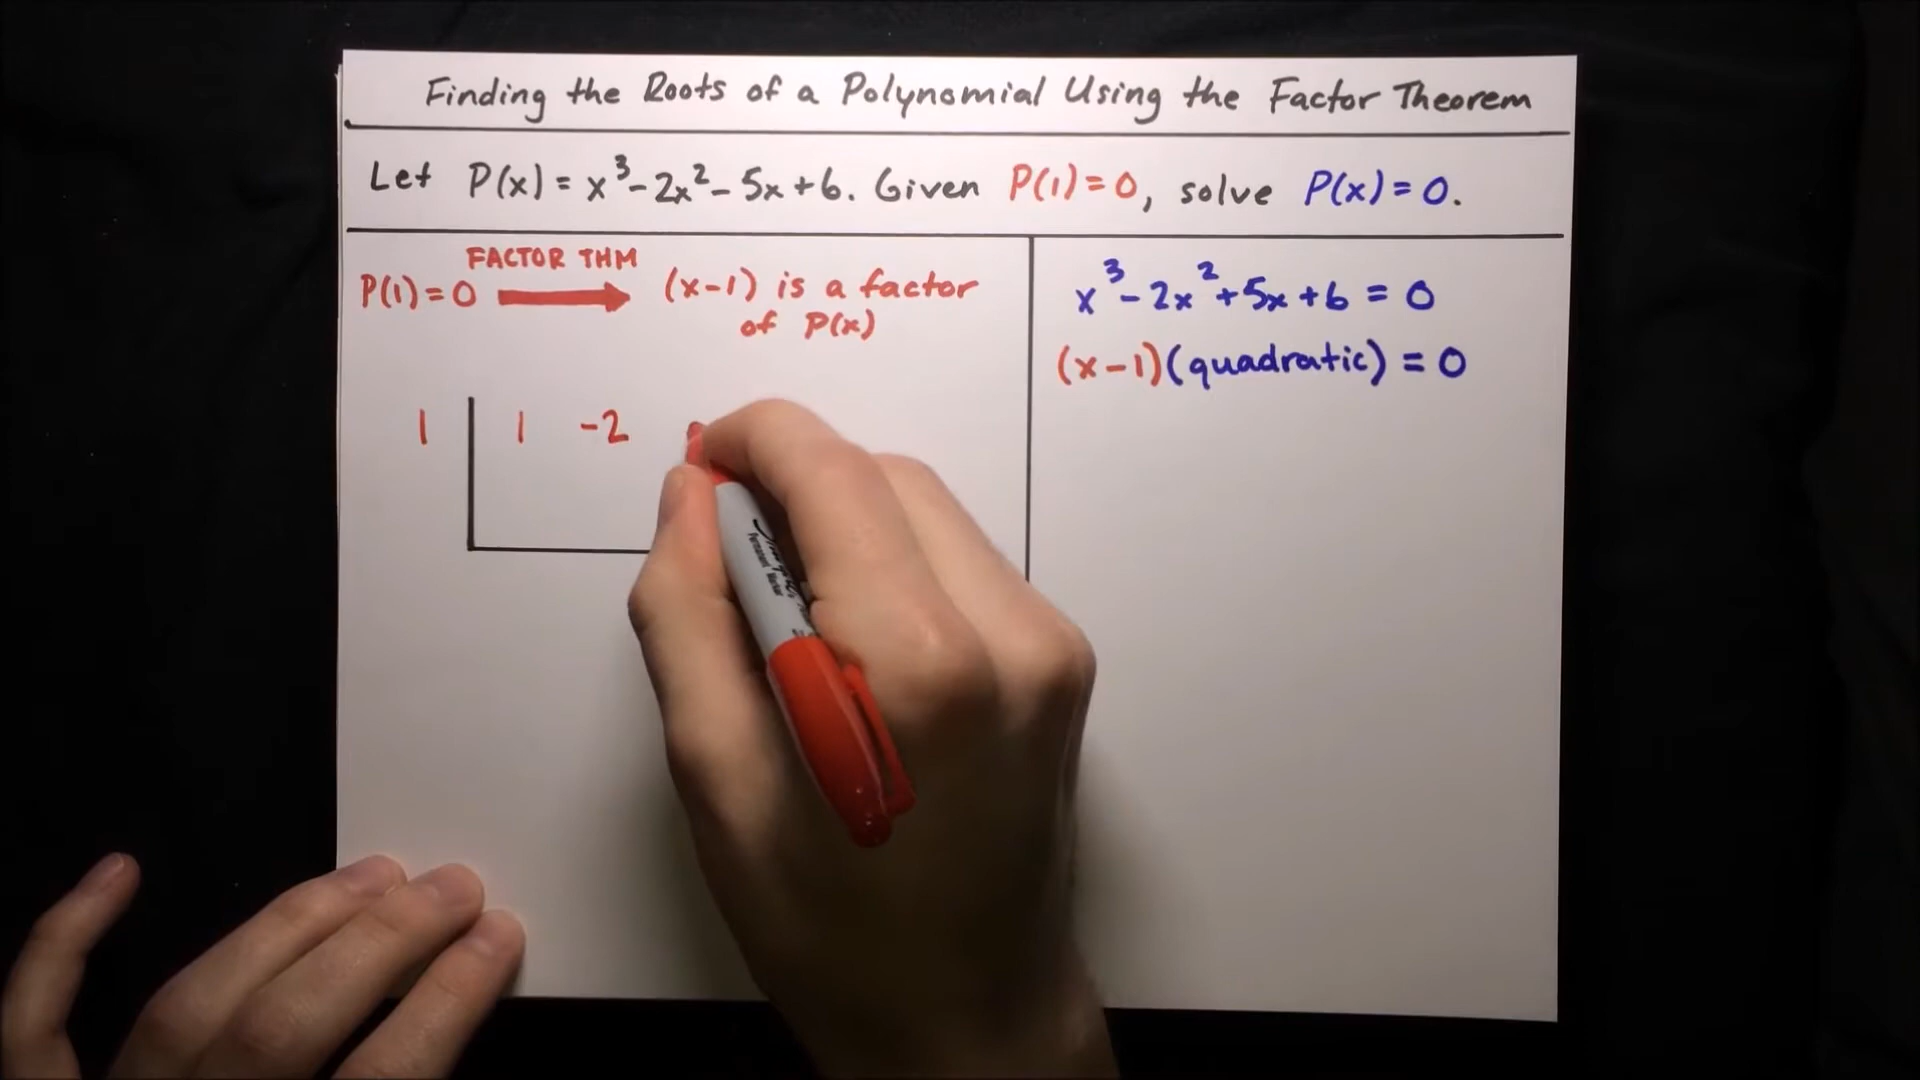 Finding the Roots of a Polynomial Using the Factor Theorem
Let P(x) = x³ - 2x² - 5x + 6. Given P(1) = 0, solve P(x) = 0.
FACTOR THM
P(1) = 0 → (x-1) is a factor
of P(x)
1 | 1 -2
x³ - 2x² + 5x + 6 = 0
(x-1)(quadratic) = 0
Permanent Marker